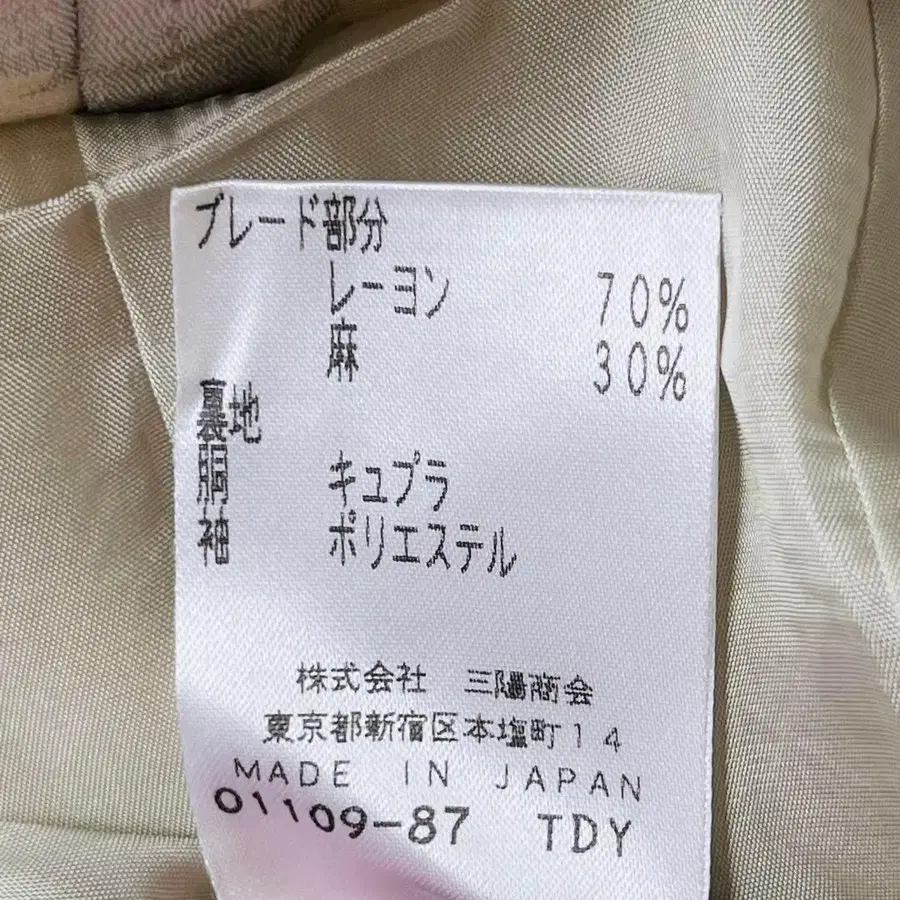 ブレード部分
レーヨン 70%
麻 30%
裏地
胴 キュプラ
袖 ポリエステル
株式会社 三陽商会
東京都新宿区本塩町14
MADE IN JAPAN
01109-87 TDY